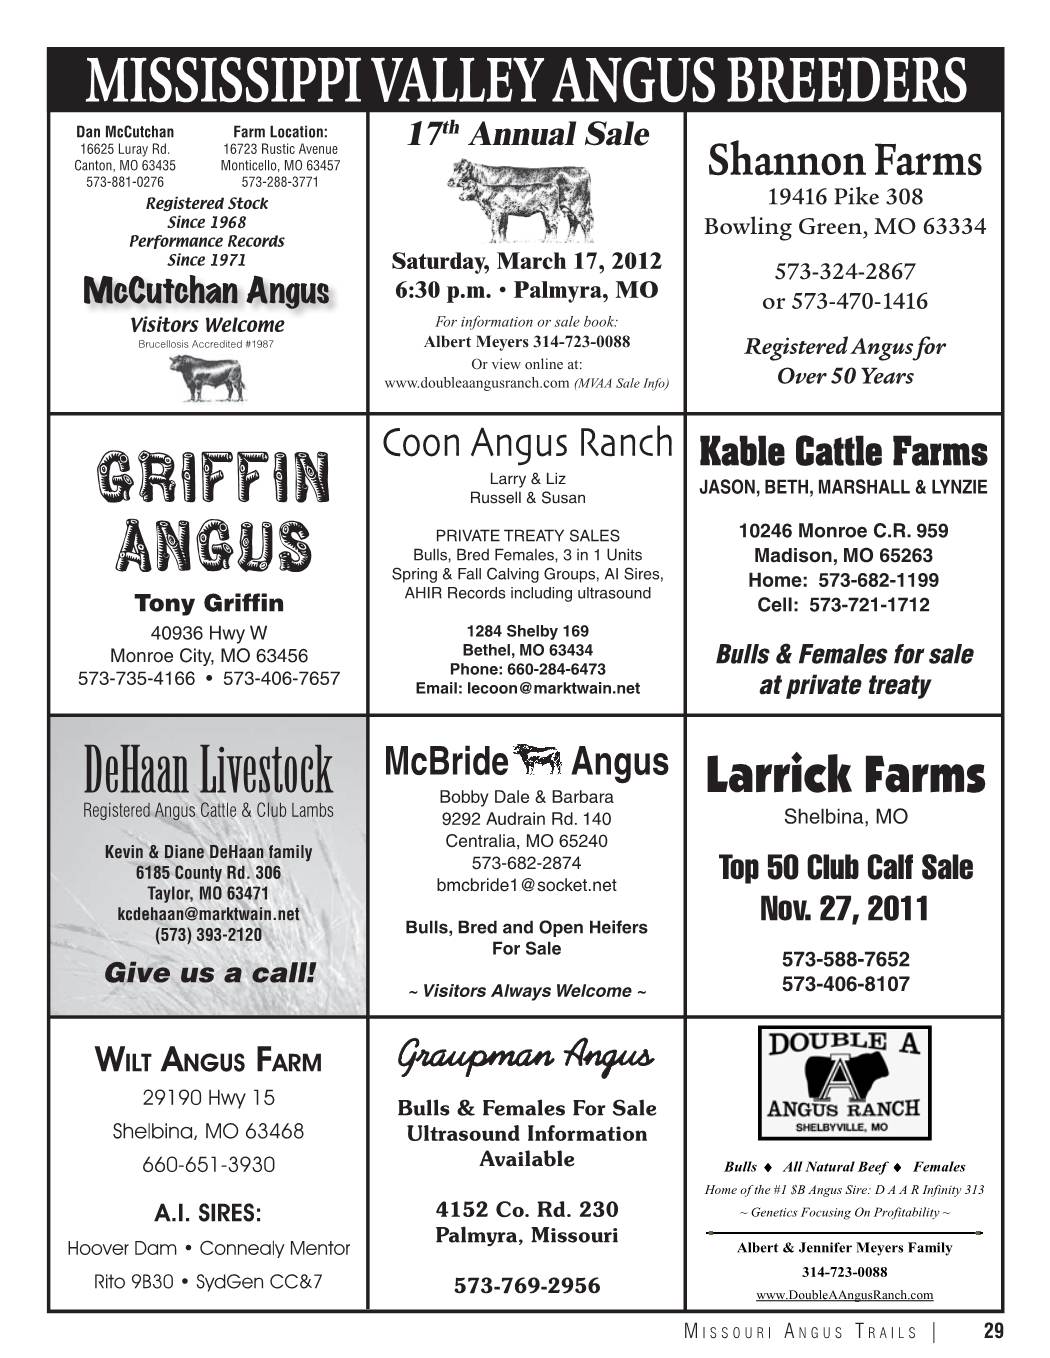 MISSISSIPPI VALLEY ANGUS BREEDERS
Dan McCutchan
16625 Luray Rd.
Canton, MO 63435
573-881-0276
Farm Location:
16723 Rustic Avenue
Monticello, MO 63457
573-288-3771
Registered Stock
Since 1968
Performance Records
Since 1971
McCutchan Angus
Visitors Welcome
Brucellosis Accredited #1987
17th Annual Sale
Saturday, March 17, 2012
6:30 p.m. • Palmyra, MO
For information or sale book:
Albert Meyers 314-723-0088
Or view online at:
www.doubleaangusranch.com (MVAA Sale Info)
Shannon Farms
19416 Pike 308
Bowling Green, MO 63334
573-324-2867
or 573-470-1416
Registered Angus for
Over 50 Years
GRIFFIN
ANGUS
Tony Griffin
40936 Hwy W
Monroe City, MO 63456
573-735-4166 • 573-406-7657
Coon Angus Ranch
Larry & Liz
Russell & Susan
PRIVATE TREATY SALES
Bulls, Bred Females, 3 in 1 Units
Spring & Fall Calving Groups, AI Sires,
AHIR Records including ultrasound
1284 Shelby 169
Bethel, MO 63434
Phone: 660-284-6473
Email: lecoon@marktwain.net
Kable Cattle Farms
JASON, BETH, MARSHALL & LYNZIE
10246 Monroe C.R. 959
Madison, MO 65263
Home: 573-682-1199
Cell: 573-721-1712
Bulls & Females for sale
at private treaty
DeHaan Livestock
Registered Angus Cattle & Club Lambs
Kevin & Diane DeHaan family
6185 County Rd. 306
Taylor, MO 63471
kcdehaan@marktwain.net
(573) 393-2120
Give us a call!
McBride Angus
Bobby Dale & Barbara
9292 Audrain Rd. 140
Centralia, MO 65240
573-682-2874
bmcbride1@socket.net
Bulls, Bred and Open Heifers
For Sale
~ Visitors Always Welcome ~
Larrick Farms
Shelbina, MO
Top 50 Club Calf Sale
Nov. 27, 2011
573-588-7652
573-406-8107
WILT ANGUS FARM
29190 Hwy 15
Shelbina, MO 63468
660-651-3930
A.I. SIRES:
Hoover Dam • Connealy Mentor
Rito 9B30 • SydGen CC&7
Graupman Angus
Bulls & Females For Sale
Ultrasound Information
Available
4152 Co. Rd. 230
Palmyra, Missouri
573-769-2956
DOUBLE A
A
ANGUS RANCH
SHELBYVILLE, MO
Bulls ♦ All Natural Beef ♦ Females
Home of the #1 $B Angus Sire: D A A R Infinity 313
~ Genetics Focusing On Profitability ~
Albert & Jennifer Meyers Family
314-723-0088
www.DoubleAAngusRanch.com
MISSOURI ANGUS TRAILS | 29